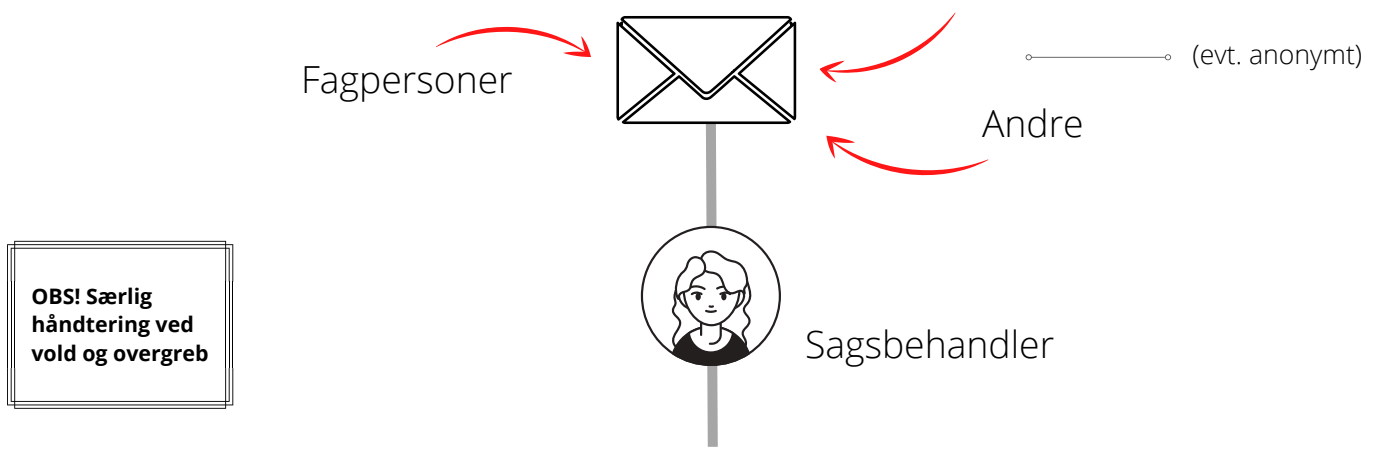 (evt. anonymt)
Fagpersoner
Andre
OBS! Særlig
håndtering ved
vold og overgreb
Sagsbehandler